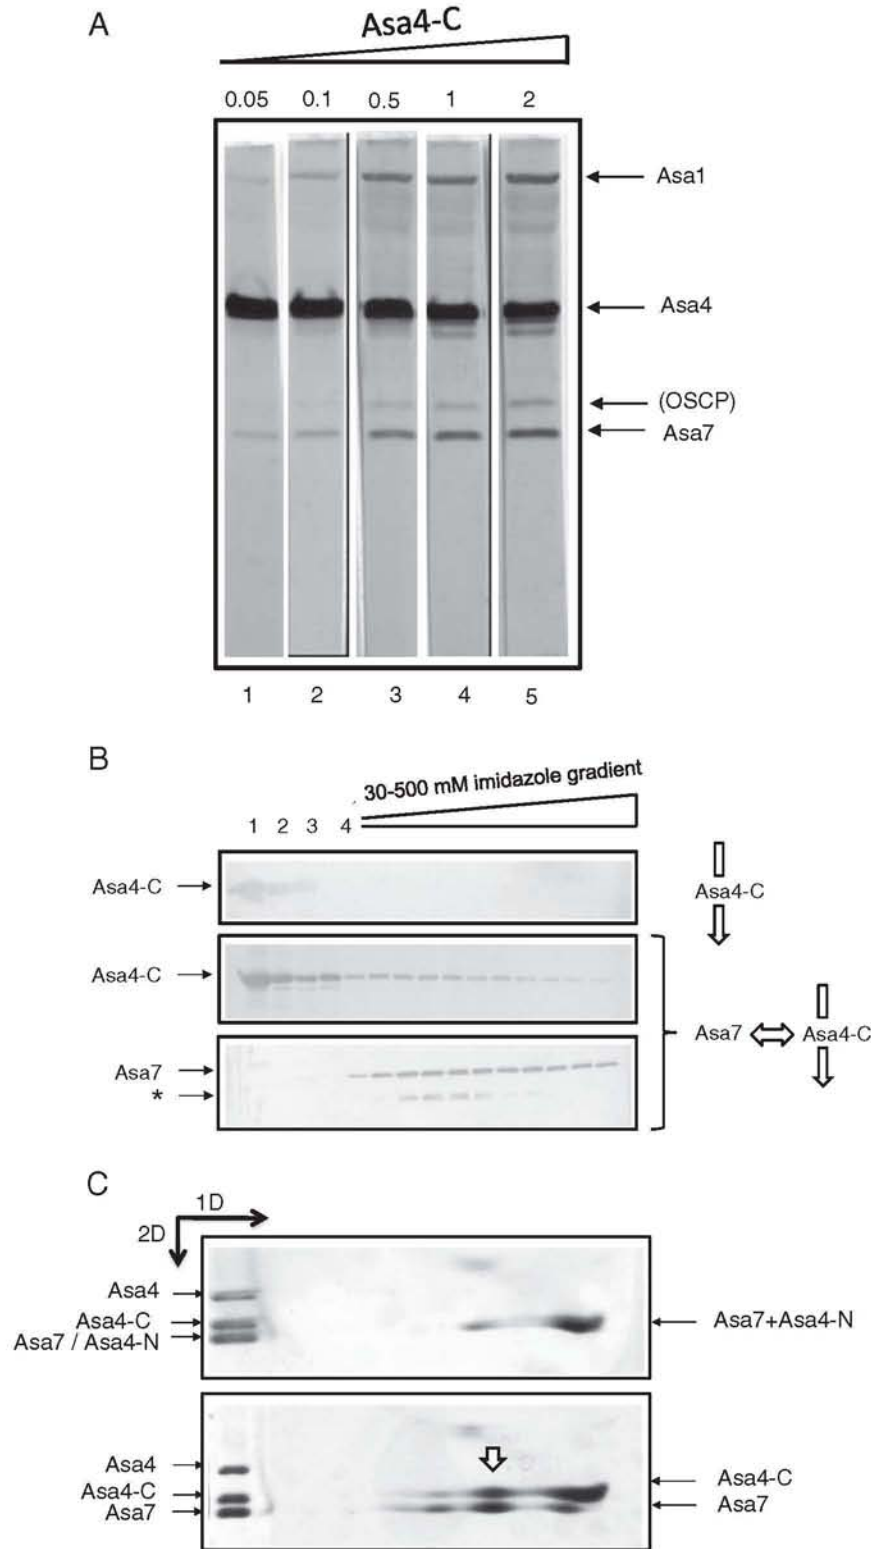 A
Asa4-C
0.05 0.1 0.5 1 2
Asa1
Asa4
(OSCP)
Asa7
1 2 3 4 5
B
30-500 mM imidazole gradient
1 2 3 4
Asa4-C
Asa4-C
Asa4-C
Asa7 Asa4-C
Asa7
*
C
1D
2D
Asa4
Asa4-C
Asa7 / Asa4-N
Asa7+Asa4-N
Asa4
Asa4-C
Asa7
Asa4-C
Asa7